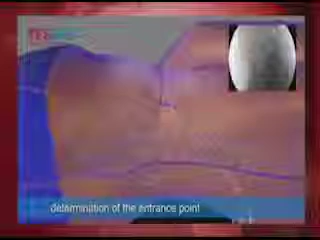 determination of the entrance point